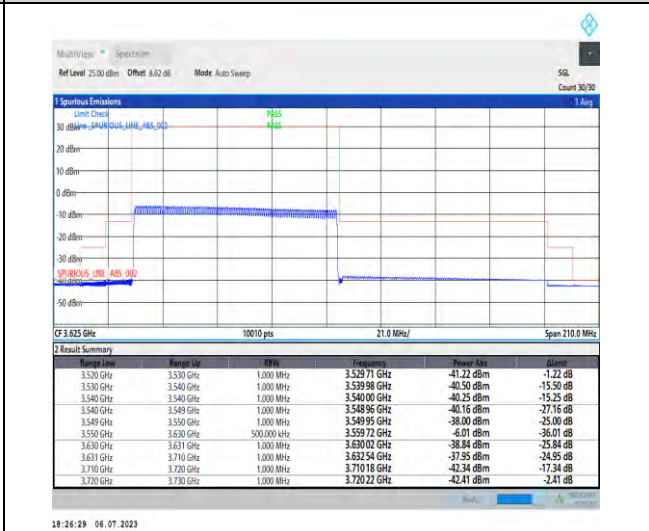 MultiView Spectrum
Ref Level 25.00 dBm Offset 8.62 dB Mode Auto Sweep SGL
Count 30/30
1 Spurious Emissions 1 Avg
Limit Check PASS
Line _SPURIOUS_LINE_ABS_002 PASS
30 dBm
20 dBm
10 dBm
0 dBm
-10 dBm
-20 dBm
-30 dBm
SPURIOUS_LINE_ABS_002
-40 dBm
-50 dBm
CF 3.625 GHz 10010 pts 21.0 MHz/ Span 210.0 MHz
2 Result Summary
Range Low Range Up RBW Frequency Power Abs ΔLimit
3.520 GHz 3.530 GHz 1.000 MHz 3.529 71 GHz -41.22 dBm -1.22 dB
3.530 GHz 3.540 GHz 1.000 MHz 3.539 98 GHz -40.50 dBm -15.50 dB
3.540 GHz 3.540 GHz 1.000 MHz 3.540 00 GHz -40.25 dBm -15.25 dB
3.540 GHz 3.549 GHz 1.000 MHz 3.548 96 GHz -40.16 dBm -27.16 dB
3.549 GHz 3.550 GHz 1.000 MHz 3.549 95 GHz -38.00 dBm -25.00 dB
3.550 GHz 3.630 GHz 500.000 kHz 3.559 72 GHz -6.01 dBm -36.01 dB
3.630 GHz 3.631 GHz 1.000 MHz 3.630 02 GHz -38.84 dBm -25.84 dB
3.631 GHz 3.710 GHz 1.000 MHz 3.632 54 GHz -37.95 dBm -24.95 dB
3.710 GHz 3.720 GHz 1.000 MHz 3.710 18 GHz -42.34 dBm -17.34 dB
3.720 GHz 3.730 GHz 1.000 MHz 3.720 22 GHz -42.41 dBm -2.41 dB
18:26:29 06.07.2023